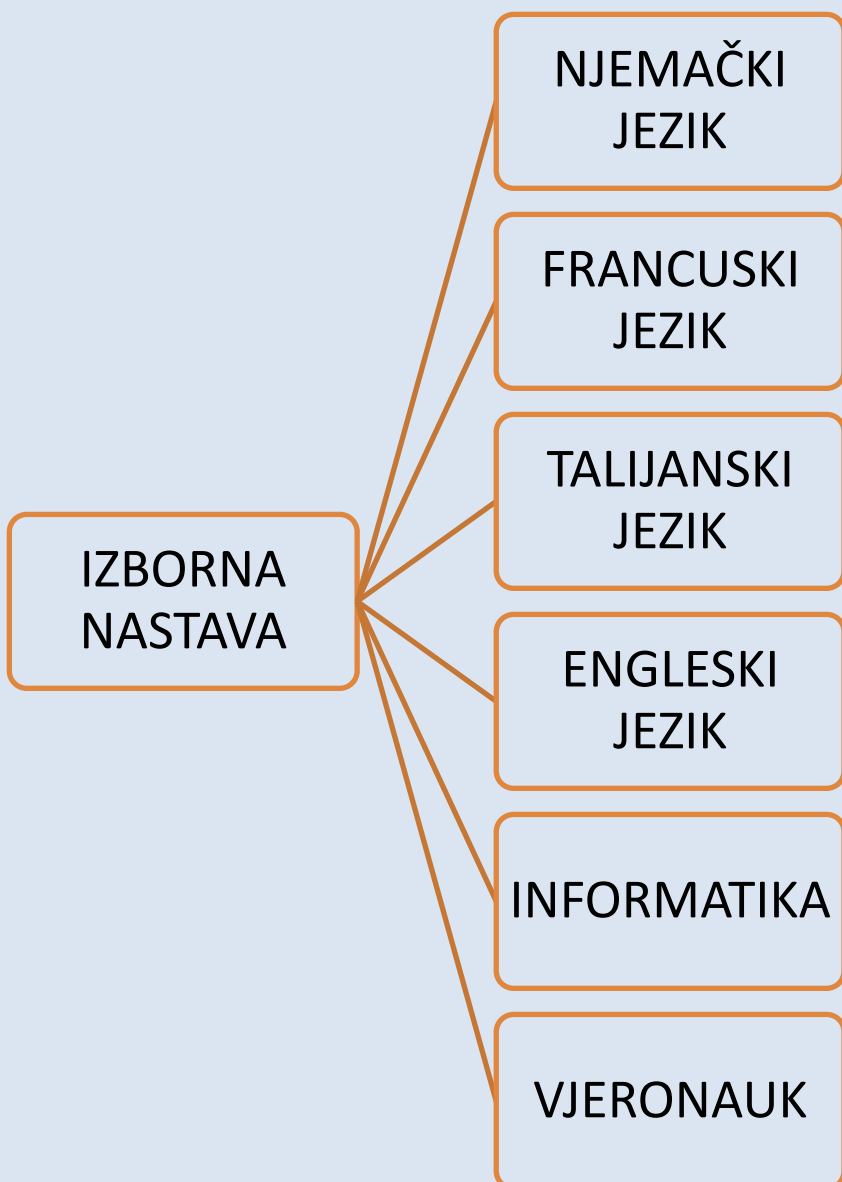 IZBORNA
NASTAVA
NJEMAČKI
JEZIK
FRANCUSKI
JEZIK
TALIJANSKI
JEZIK
ENGLESKI
JEZIK
INFORMATIKA
VJERONAUK